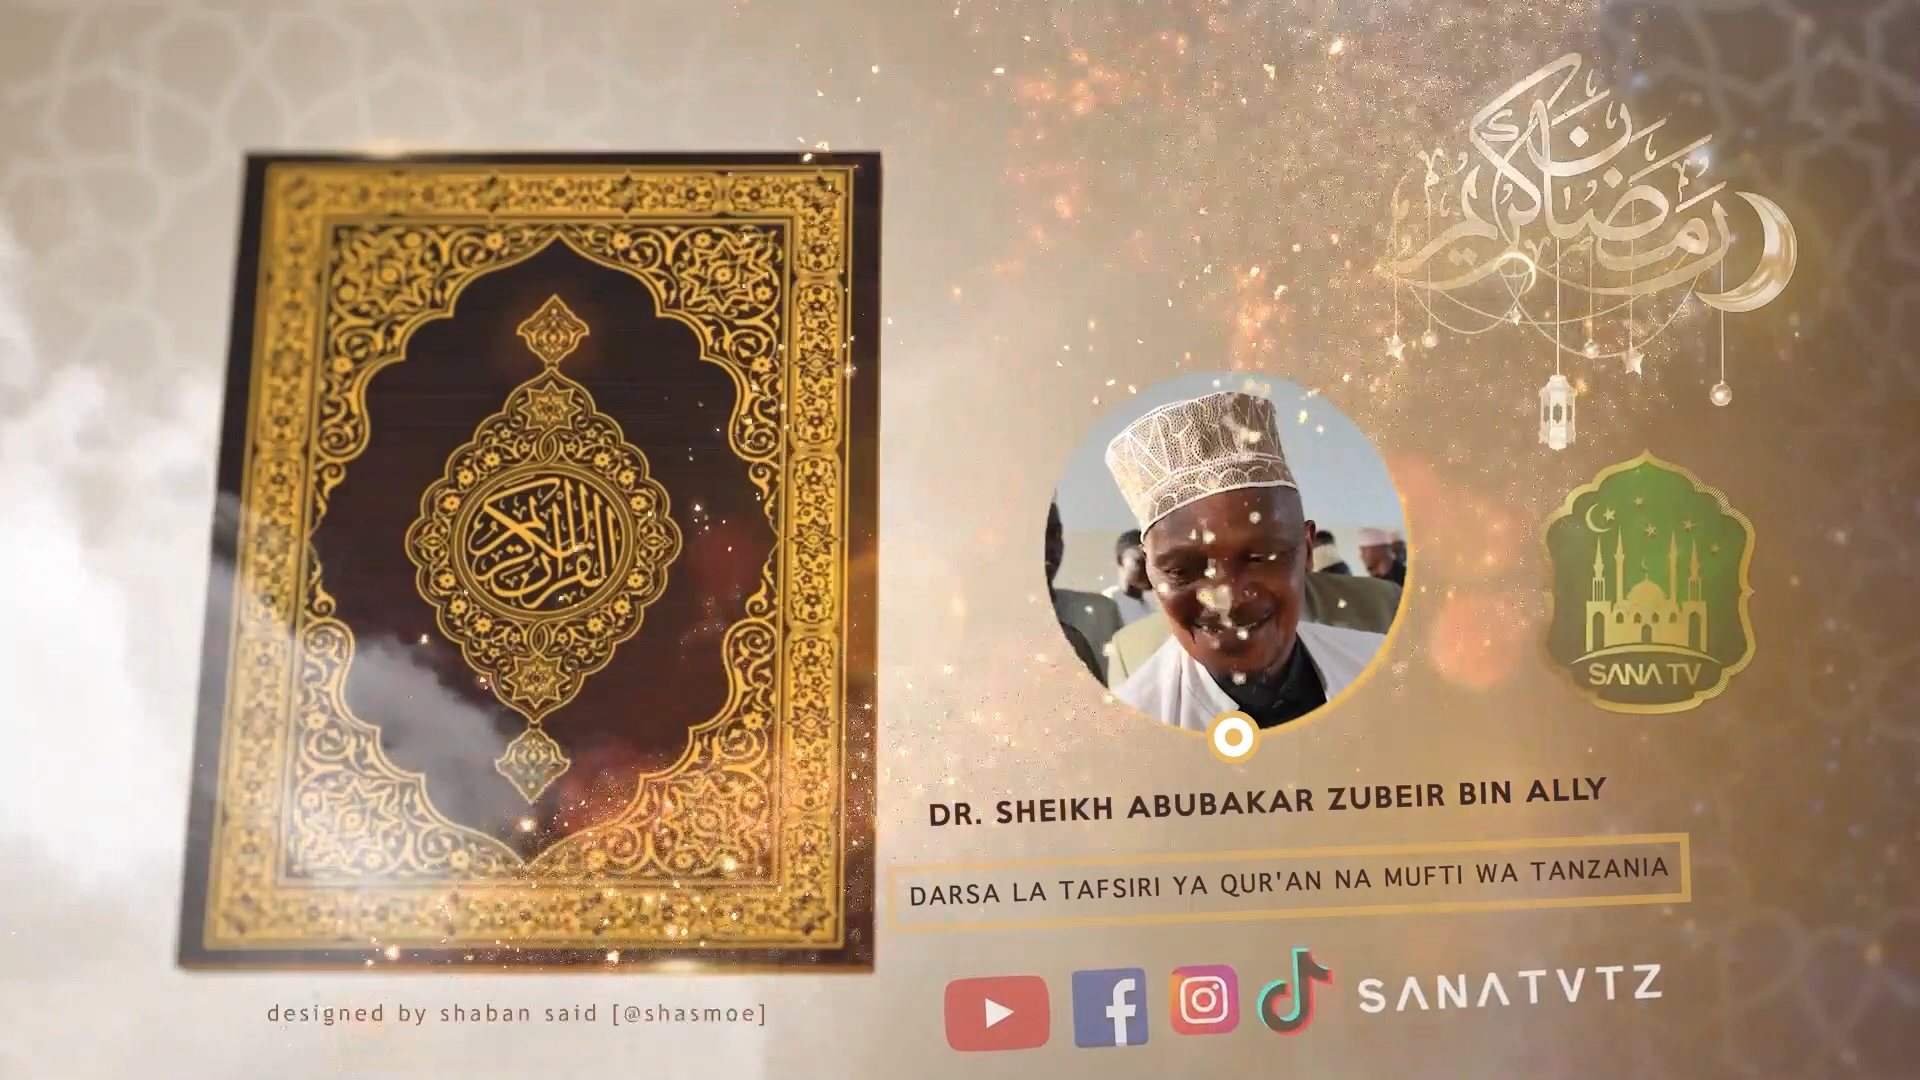 رمضان كريم
القرآن الكريم
SANA TV
DR. SHEIKH ABUBAKAR ZUBEIR BIN ALLY
DARSA LA TAFSIRI YA QUR'AN NA MUFTI WA TANZANIA
SANATVTZ
designed by shaban said [@shasmoe]